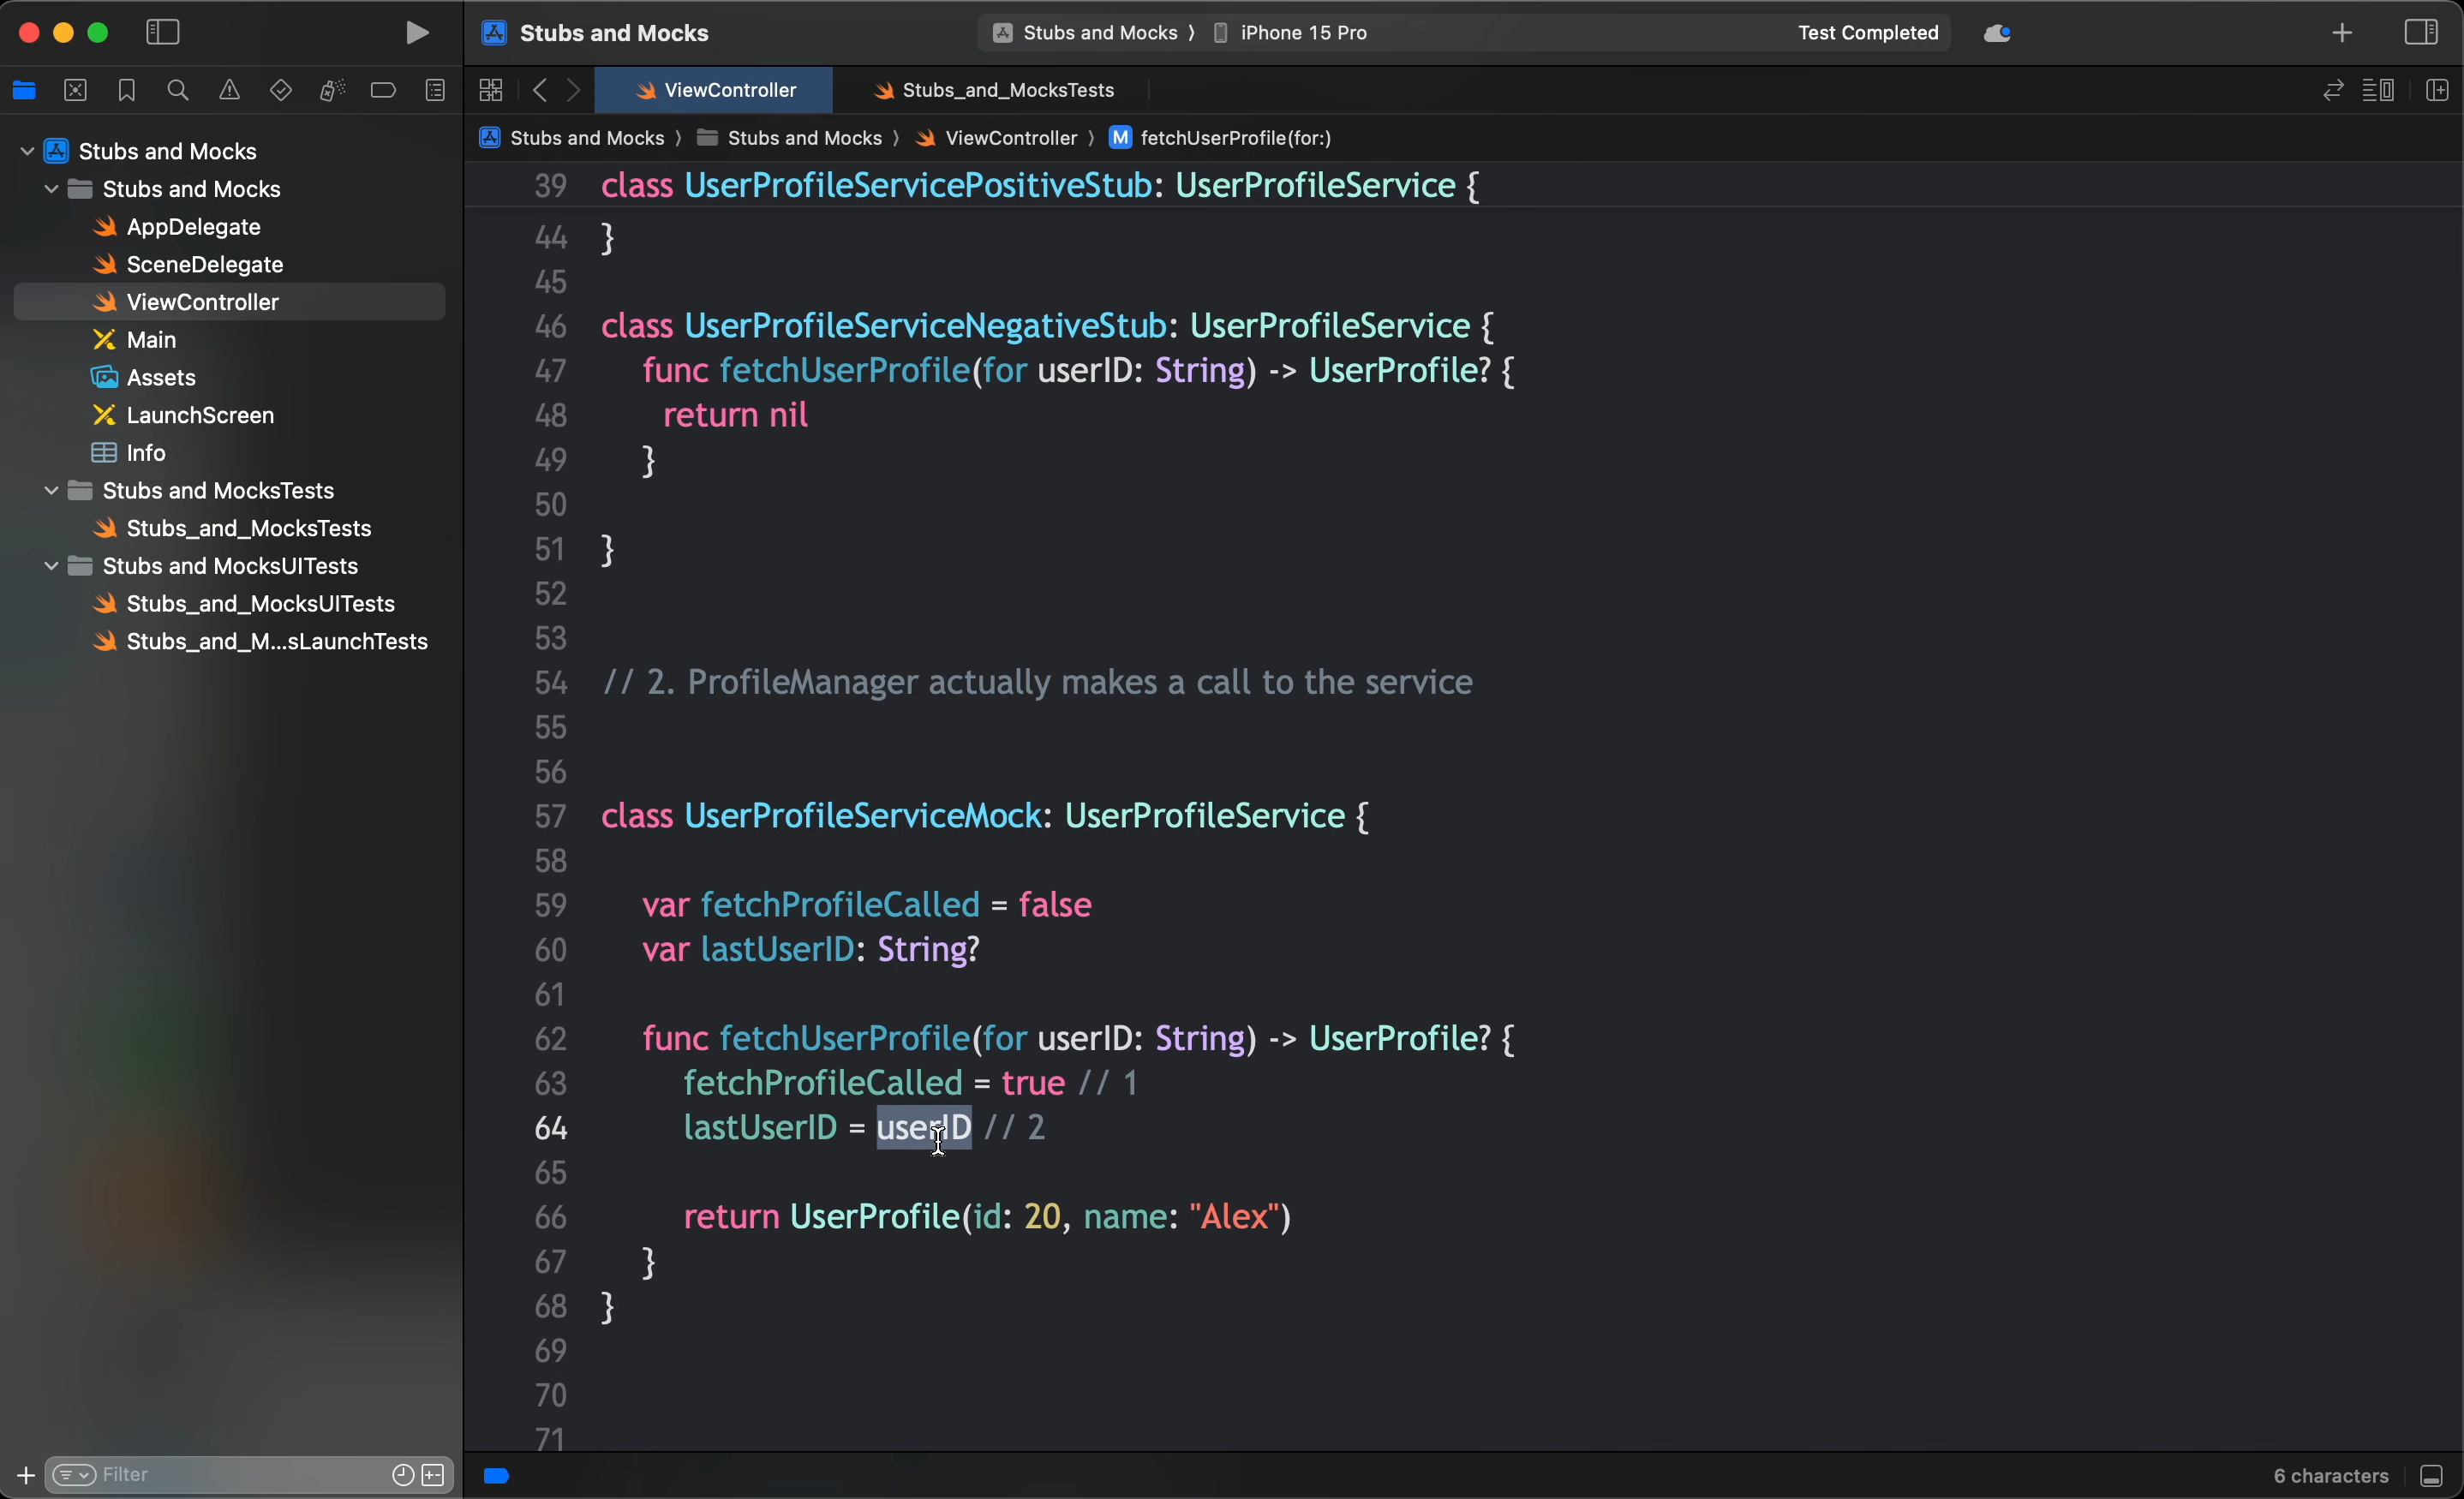 Stubs and Mocks
Stubs and Mocks 〉 iPhone 15 Pro
Test Completed
ViewController
Stubs_and_MocksTests
Stubs and Mocks 〉 Stubs and Mocks 〉 ViewController 〉 M fetchUserProfile(for:)
Stubs and Mocks
Stubs and Mocks
AppDelegate
SceneDelegate
ViewController
Main
Assets
LaunchScreen
Info
Stubs and MocksTests
Stubs_and_MocksTests
Stubs and MocksUITests
Stubs_and_MocksUITests
Stubs_and_M...sLaunchTests
Filter
39 class UserProfileServicePositiveStub: UserProfileService {
44 }
45
46 class UserProfileServiceNegativeStub: UserProfileService {
47 func fetchUserProfile(for userID: String) -> UserProfile? {
48 return nil
49 }
50
51 }
52
53
54 // 2. ProfileManager actually makes a call to the service
55
56
57 class UserProfileServiceMock: UserProfileService {
58
59 var fetchProfileCalled = false
60 var lastUserID: String?
61
62 func fetchUserProfile(for userID: String) -> UserProfile? {
63 fetchProfileCalled = true // 1
64 lastUserID = userID // 2
65
66 return UserProfile(id: 20, name: "Alex")
67 }
68 }
69
70
71
6 characters